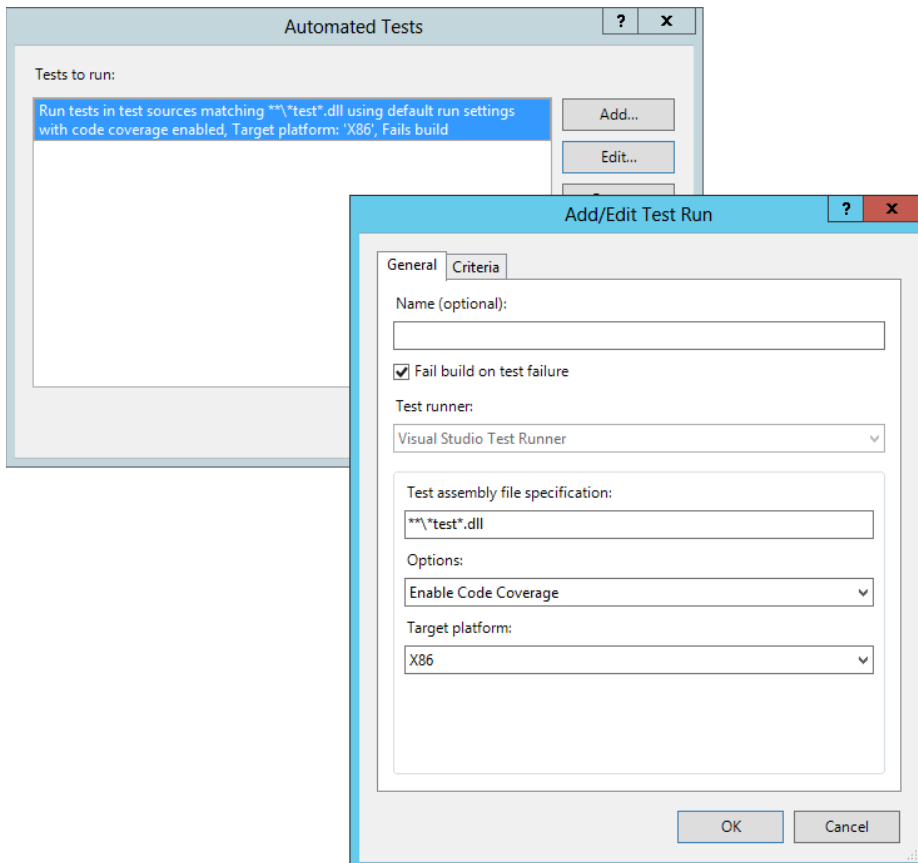 Automated Tests
?
x
Tests to run:
Run tests in test sources matching **\*test*.dll using default run settings
with code coverage enabled, Target platform: 'X86', Fails build
Add...
Edit...
Add/Edit Test Run
?
x
General
Criteria
Name (optional):
Fail build on test failure
Test runner:
Visual Studio Test Runner
Test assembly file specification:
**\*test*.dll
Options:
Enable Code Coverage
Target platform:
X86
OK
Cancel